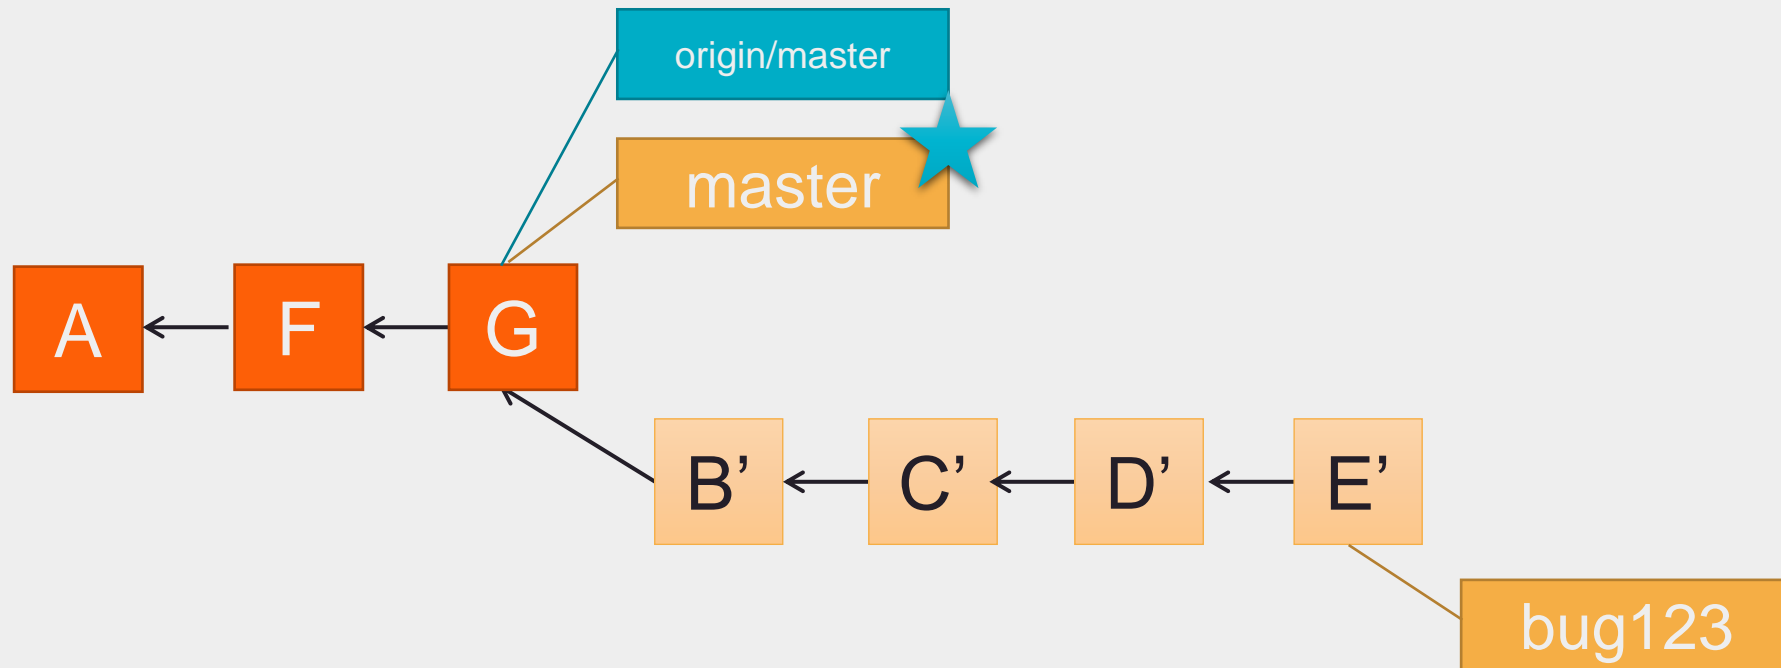 origin/master
master
A
F
G
B’
C’
D’
E’
bug123